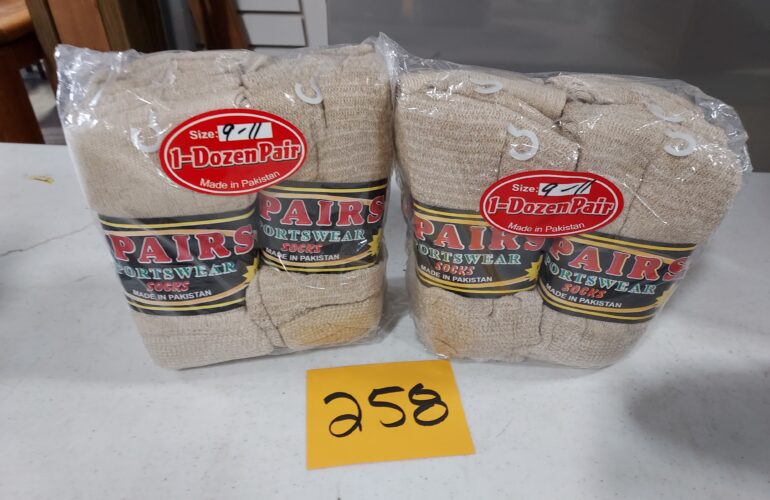 Size: 9-11
1-Dozen Pair
Made in Pakistan
PAIRS
SPORTSWEAR
SOCKS
MADE IN PAKISTAN
PAIRS
PORTSWEAR
SOCKS
MADE IN PAKISTAN
Size: 9-11
1-Dozen Pair
Made in Pakistan
PAIRS
PORTSWEAR
SOCKS
MADE IN PAKISTAN
PAIRS
PORTSWEAR
SOCKS
MADE IN PAKISTAN
258